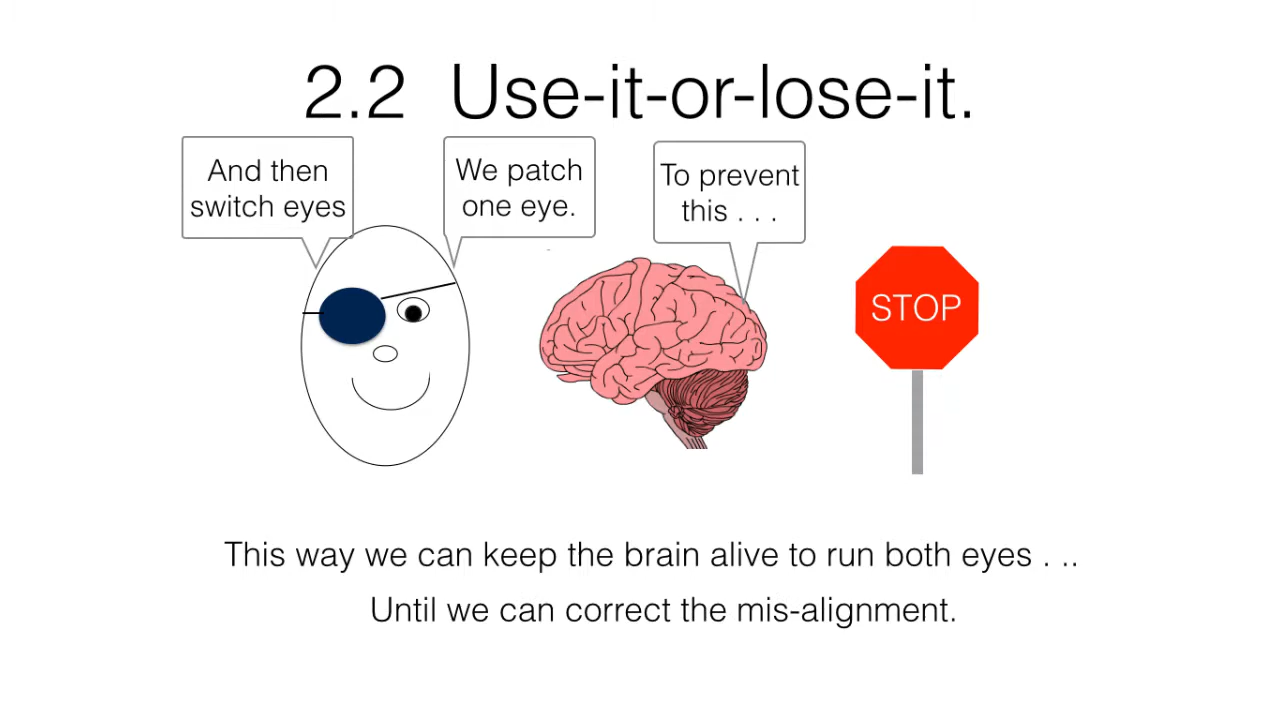 2.2 Use-it-or-lose-it.
And then
switch eyes
We patch
one eye.
To prevent
this . . .
STOP
This way we can keep the brain alive to run both eyes . ..
Until we can correct the mis-alignment.